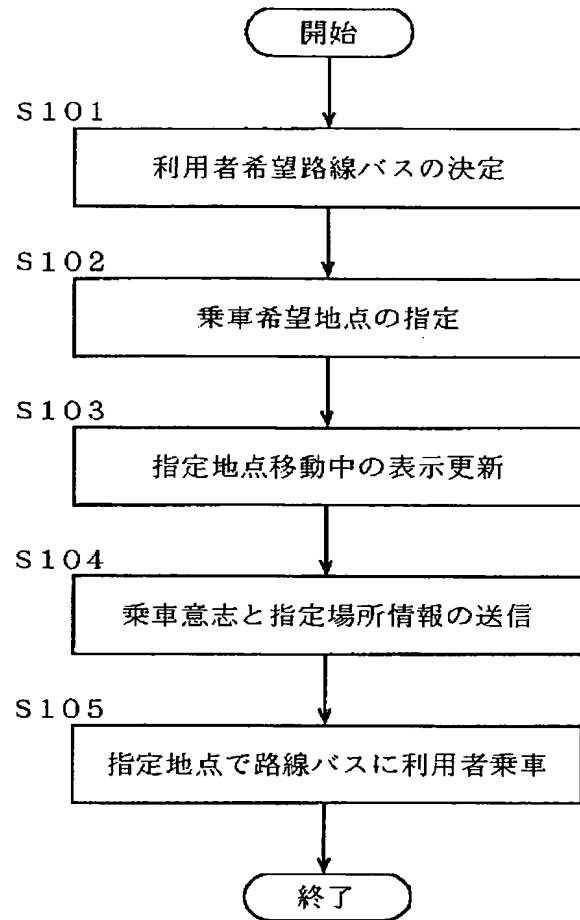 開始
S101
利用者希望路線バスの決定
S102
乗車希望地点の指定
S103
指定地点移動中の表示更新
S104
乗車意志と指定場所情報の送信
S105
指定地点で路線バスに利用者乗車
終了